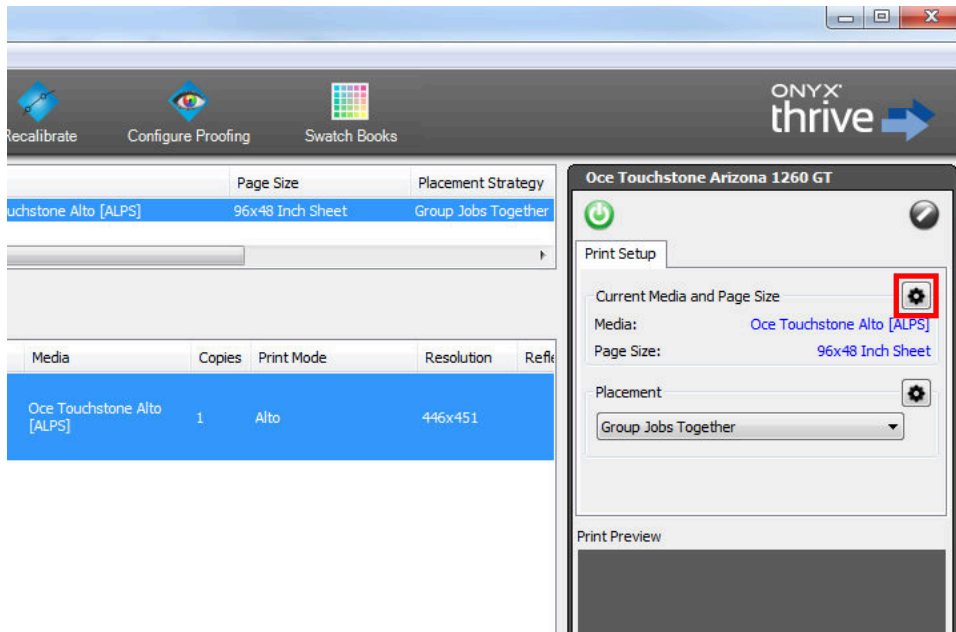 ONYX
thrive
Recalibrate Configure Proofing Swatch Books
Page Size Placement Strategy
uchstone Alto [ALPS] 96x48 Inch Sheet Group Jobs Together
Media Copies Print Mode Resolution Refle
Oce Touchstone Alto
[ALPS] 1 Alto 446x451
Oce Touchstone Arizona 1260 GT
Print Setup
Current Media and Page Size
Media: Oce Touchstone Alto [ALPS]
Page Size: 96x48 Inch Sheet
Placement
Group Jobs Together
Print Preview